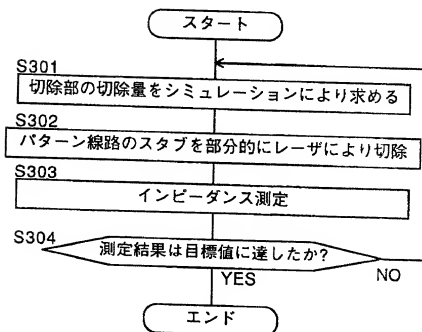 スタート
S301
切除部の切除量をシミュレーションにより求める
S302
パターン線路のスタブを部分的にレーザにより切除
S303
インピーダンス測定
S304
測定結果は目標値に達したか?
YES
NO
エンド